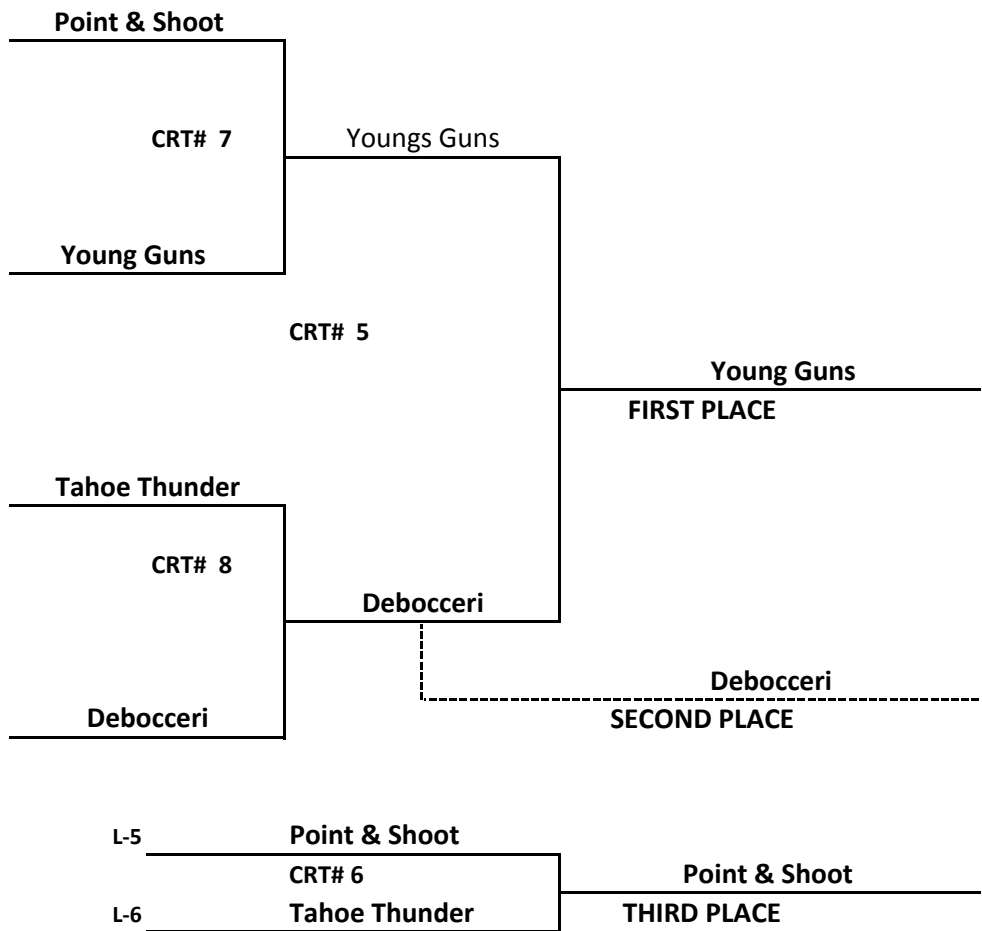 Point & Shoot
CRT# 7
Youngs Guns
Young Guns
CRT# 5
Young Guns
FIRST PLACE
Tahoe Thunder
CRT# 8
Debocceri
Debocceri
Debocceri
SECOND PLACE
L-5 Point & Shoot
CRT# 6
Point & Shoot
L-6 Tahoe Thunder
THIRD PLACE